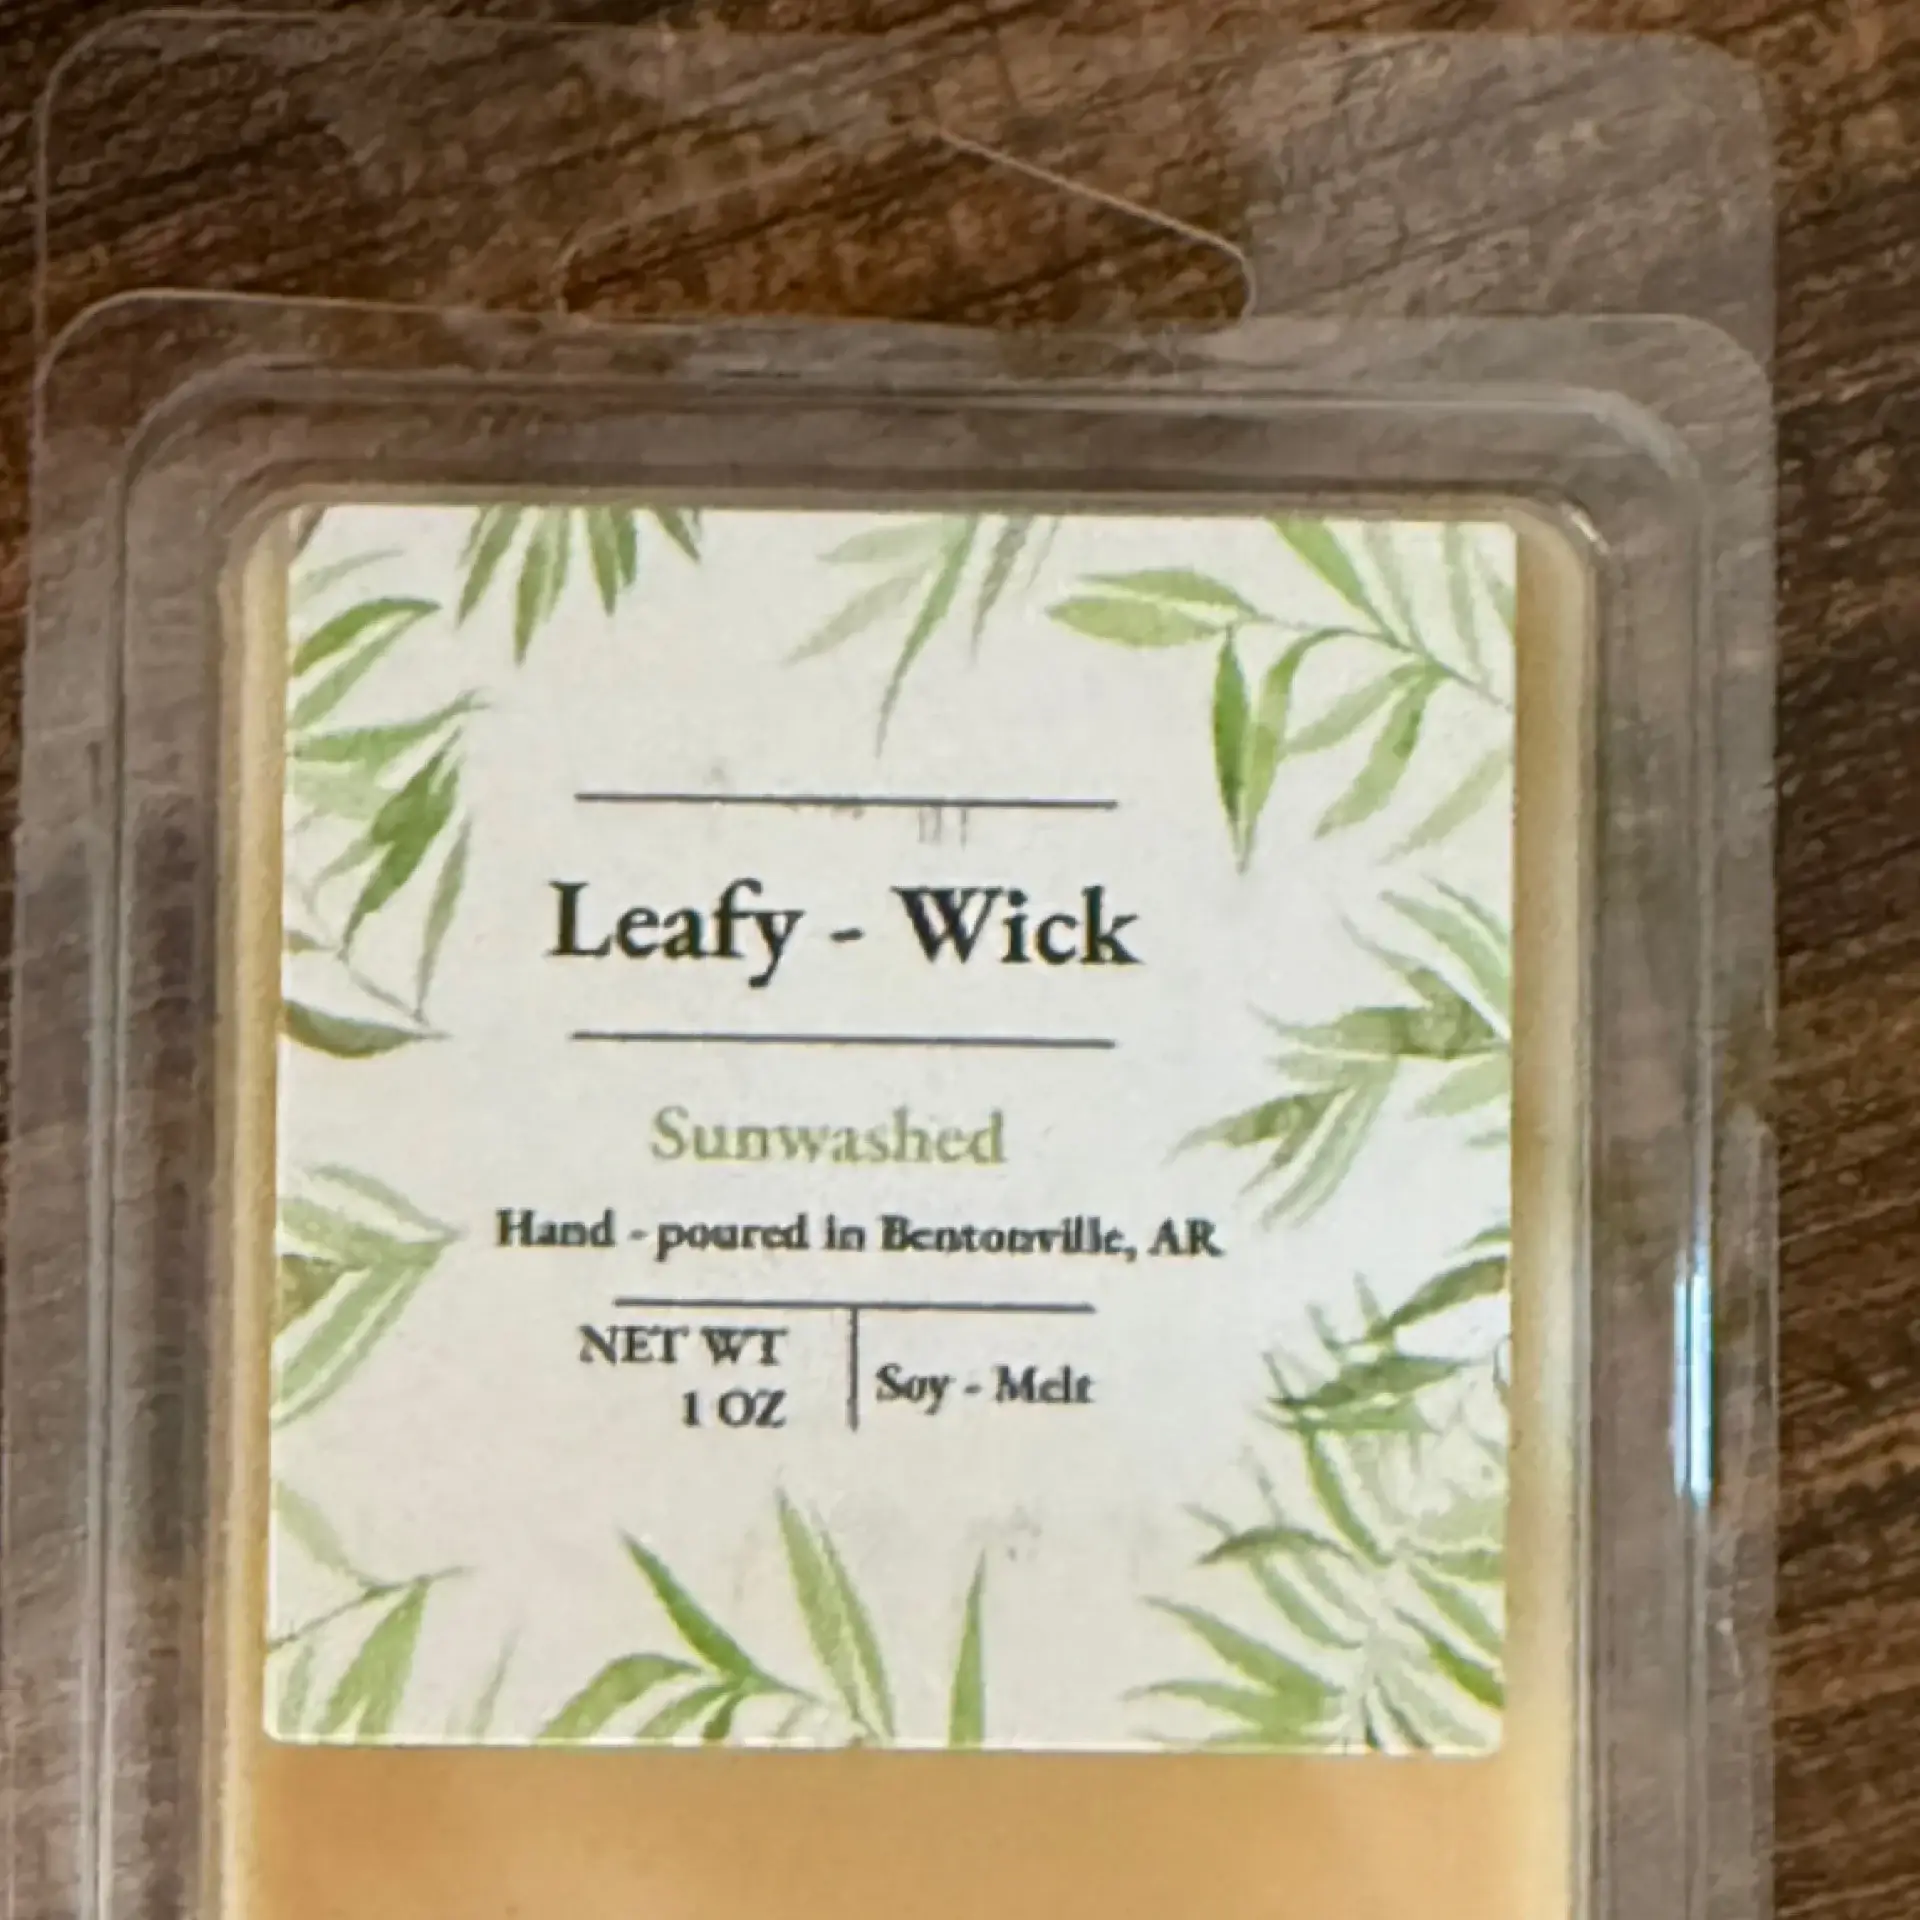 Leafy - Wick
Sunwashed
Hand - poured in Bentonville, AR
NET WT
1 OZ
Soy - Melt